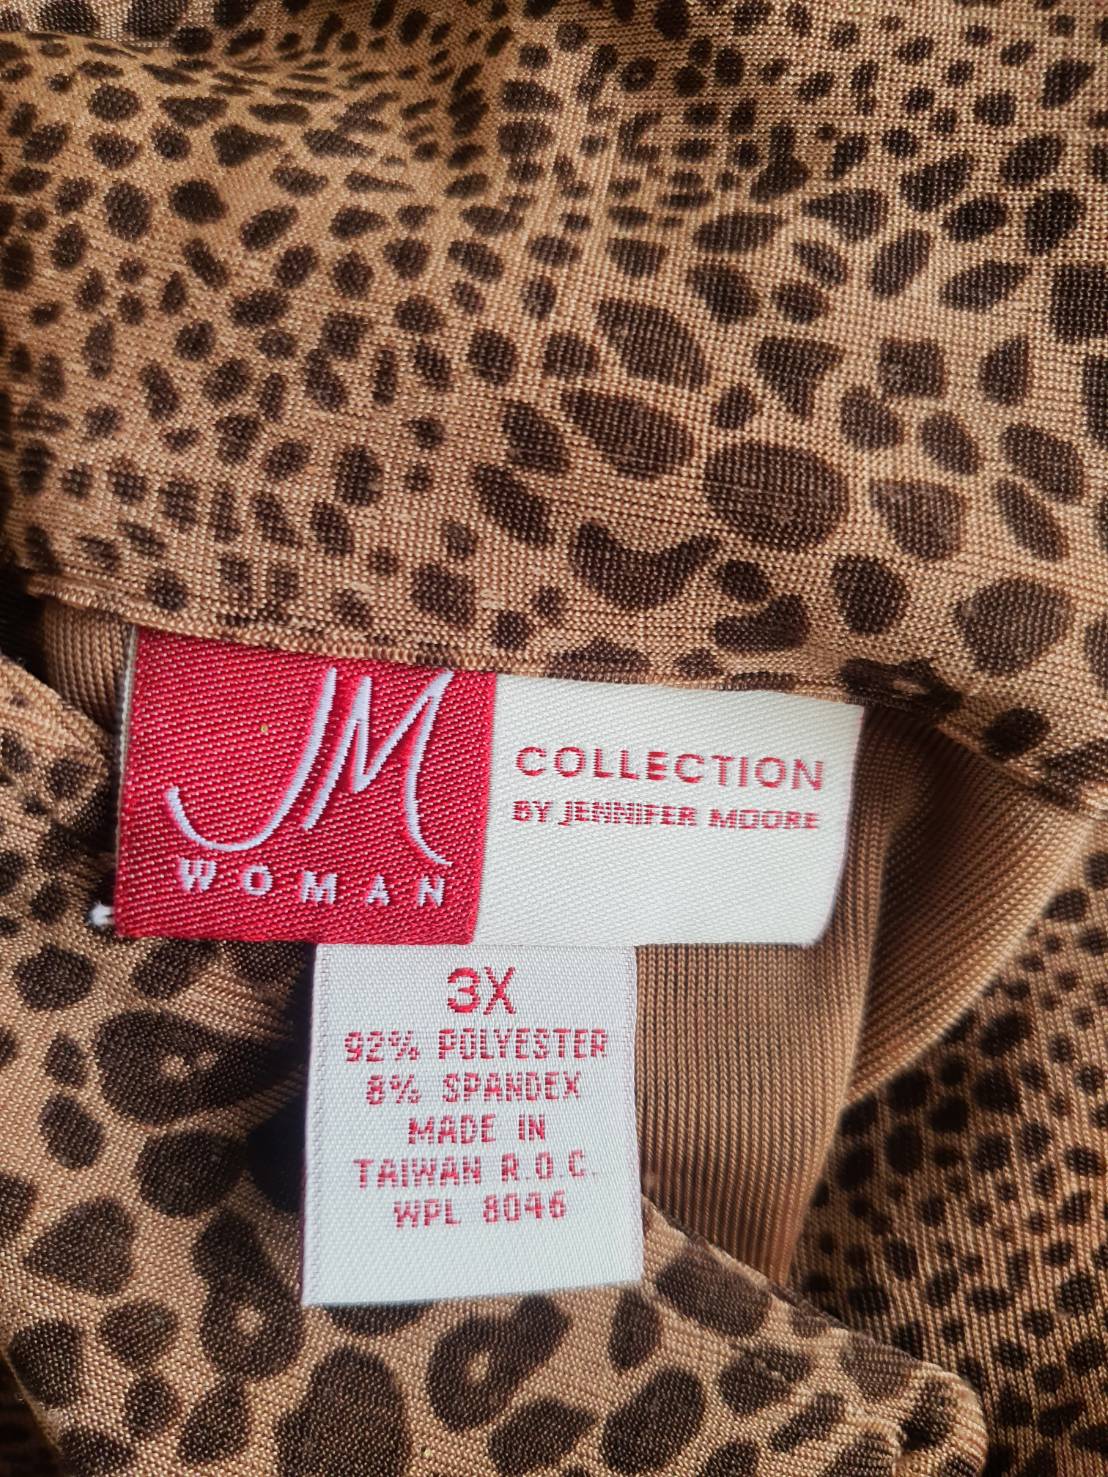 JM
WOMAN
COLLECTION
BY JENNIFER MOORE
3X
92% POLYESTER
8% SPANDEX
MADE IN
TAIWAN R.O.C.
WPL 8046